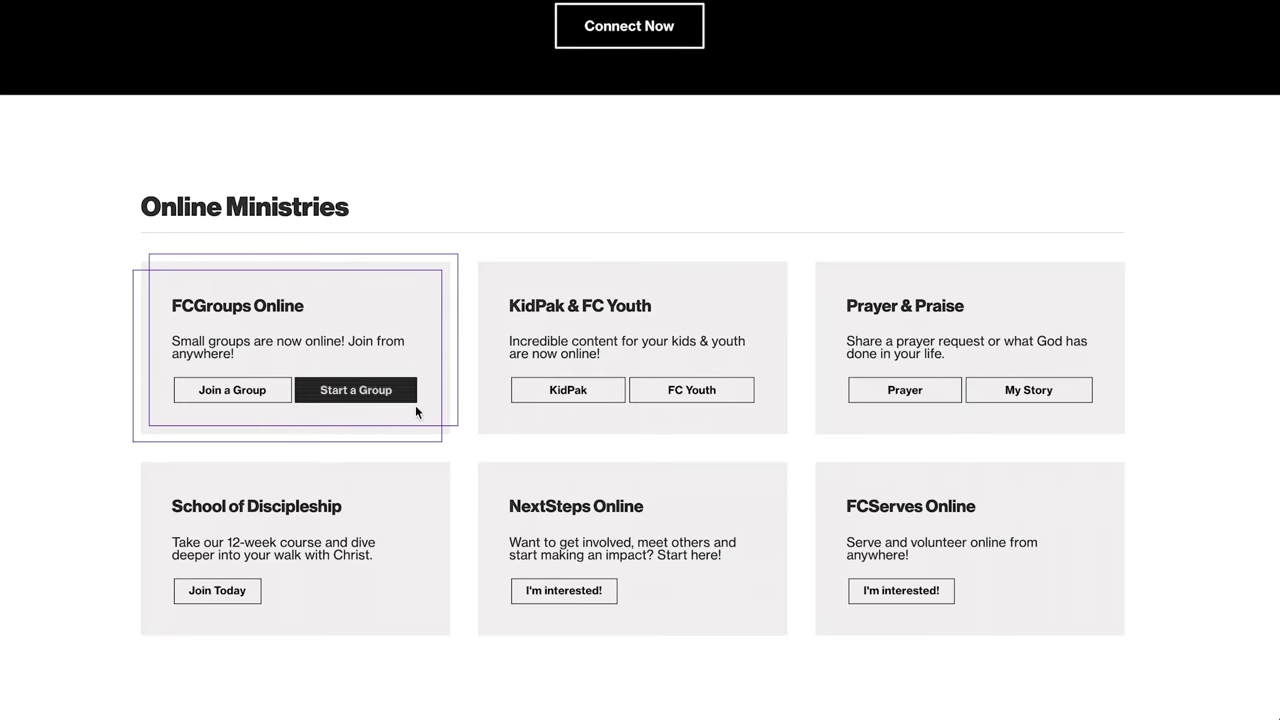 Connect Now
Online Ministries
FCGroups Online
Small groups are now online! Join from
anywhere!
Join a Group
Start a Group
KidPak & FC Youth
Incredible content for your kids & youth
are now online!
KidPak
FC Youth
Prayer & Praise
Share a prayer request or what God has
done in your life.
Prayer
My Story
School of Discipleship
Take our 12-week course and dive
deeper into your walk with Christ.
Join Today
NextSteps Online
Want to get involved, meet others and
start making an impact? Start here!
I'm interested!
FCServes Online
Serve and volunteer online from
anywhere!
I'm interested!